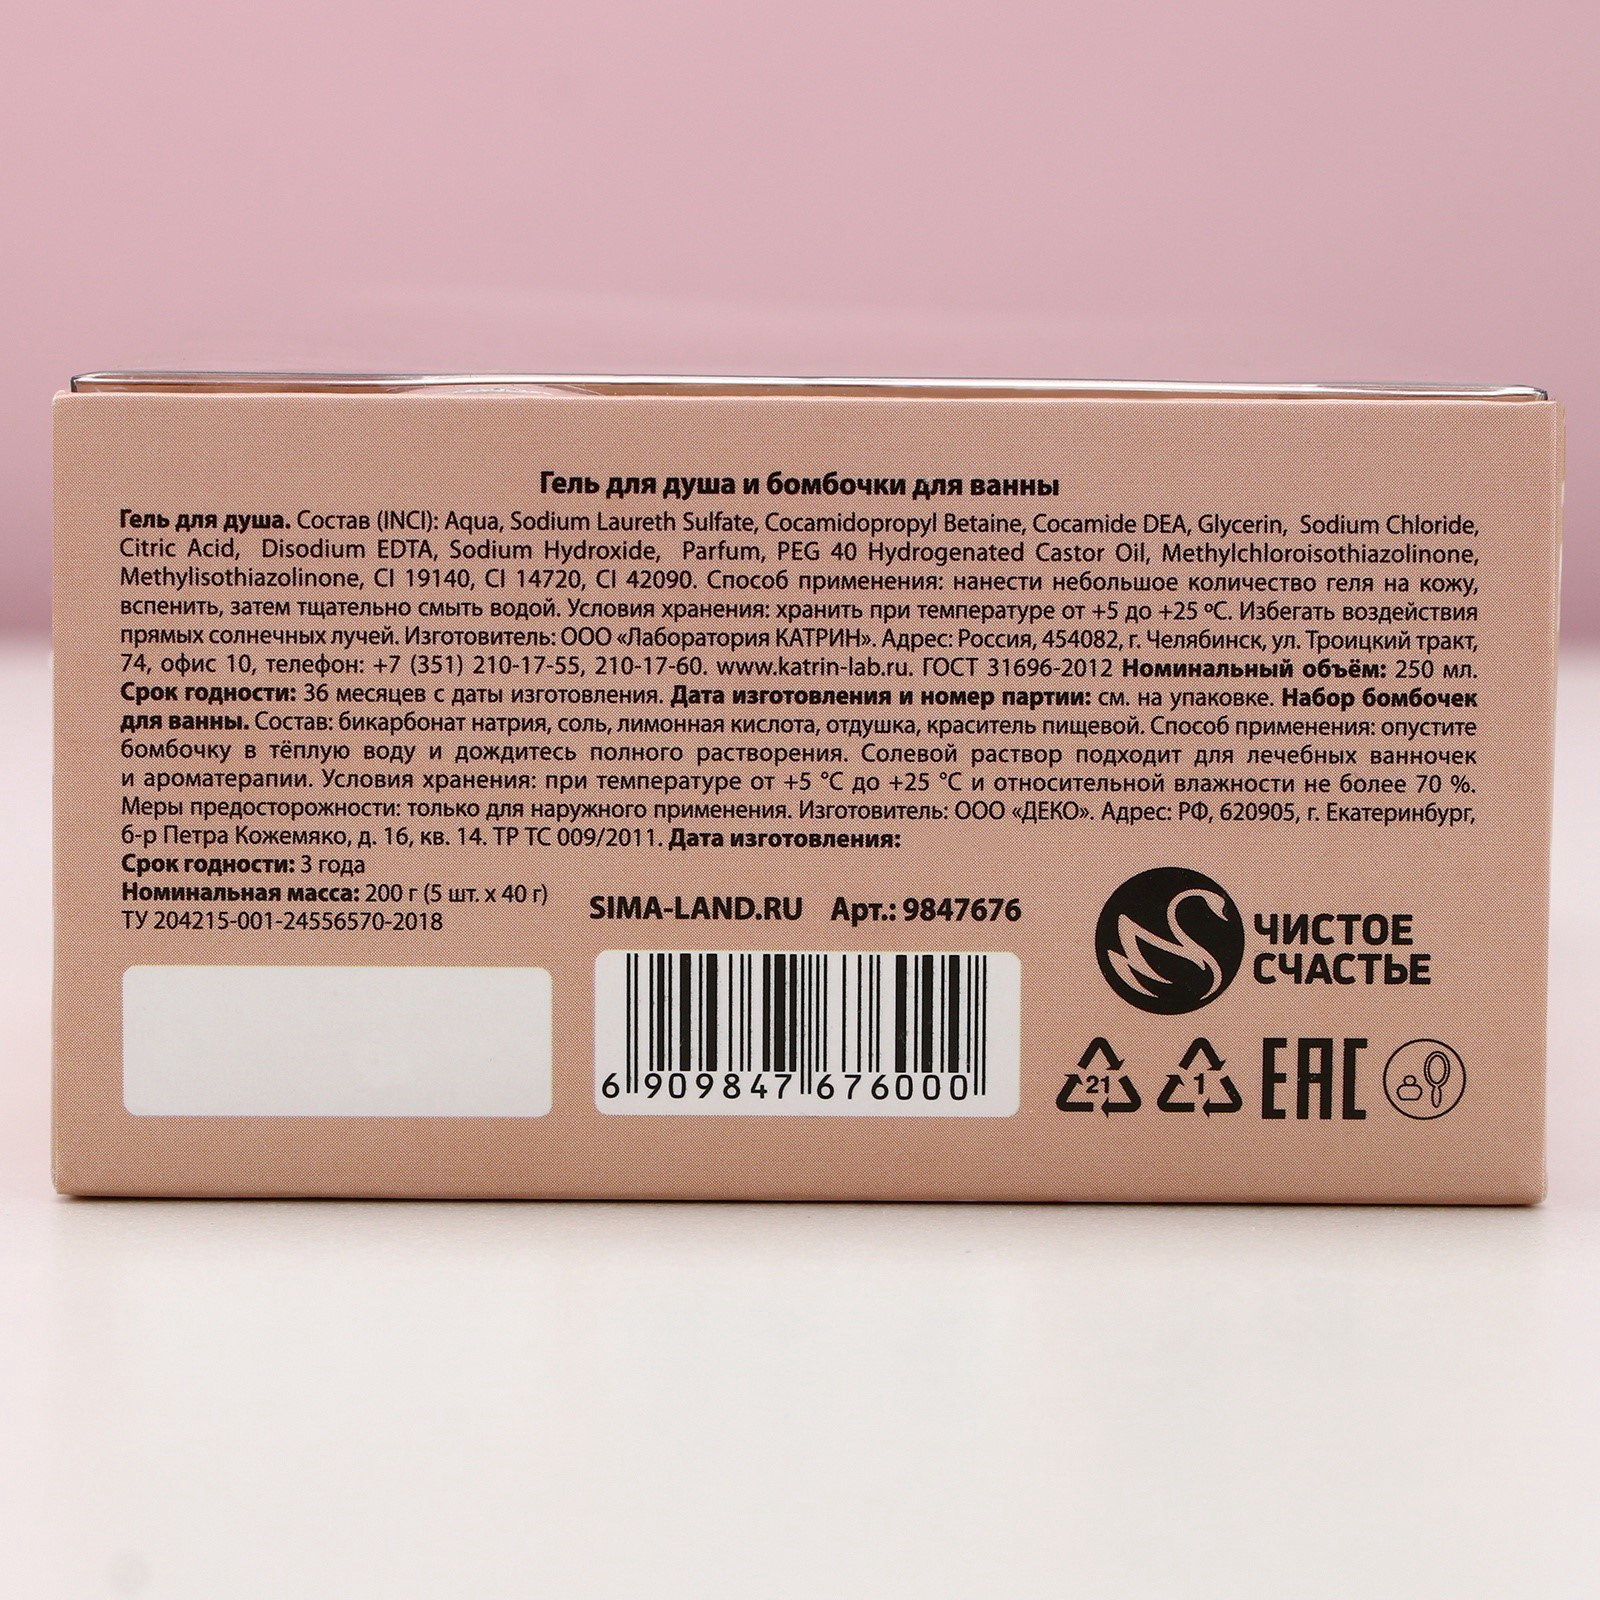 Гель для душа и бомбочки для ванны
Гель для душа. Состав (INCI): Aqua, Sodium Laureth Sulfate, Cocamidopropyl Betaine, Cocamide DEA, Glycerin, Sodium Chloride,
Citric Acid, Disodium EDTA, Sodium Hydroxide, Parfum, PEG 40 Hydrogenated Castor Oil, Methylchloroisothiazolinone,
Methylisothiazolinone, CI 19140, CI 14720, CI 42090. Способ применения: нанести небольшое количество геля на кожу,
вспенить, затем тщательно смыть водой. Условия хранения: хранить при температуре от +5 до +25 ºС. Избегать воздействия
прямых солнечных лучей. Изготовитель: ООО «Лаборатория КАТРИН». Адрес: Россия, 454082, г. Челябинск, ул. Троицкий тракт,
74, офис 10, телефон: +7 (351) 210-17-55, 210-17-60. www.katrin-lab.ru. ГОСТ 31696-2012 Номинальный объём: 250 мл.
Срок годности: 36 месяцев с даты изготовления. Дата изготовления и номер партии: см. на упаковке. Набор бомбочек
для ванны. Состав: бикарбонат натрия, соль, лимонная кислота, отдушка, краситель пищевой. Способ применения: опустите
бомбочку в тёплую воду и дождитесь полного растворения. Солевой раствор подходит для лечебных ванночек
и ароматерапии. Условия хранения: при температуре от +5 °С до +25 °С и относительной влажности не более 70 %.
Меры предосторожности: только для наружного применения. Изготовитель: ООО «ДЕКО». Адрес: РФ, 620905, г. Екатеринбург,
б-р Петра Кожемяко, д. 16, кв. 14. ТР ТС 009/2011. Дата изготовления:
Срок годности: 3 года
Номинальная масса: 200 г (5 шт. х 40 г)
ТУ 204215-001-24556570-2018
SIMA-LAND.RU Арт.: 9847676
ЧИСТОЕ
СЧАСТЬЕ
6 909847 676000
21 1 EAC